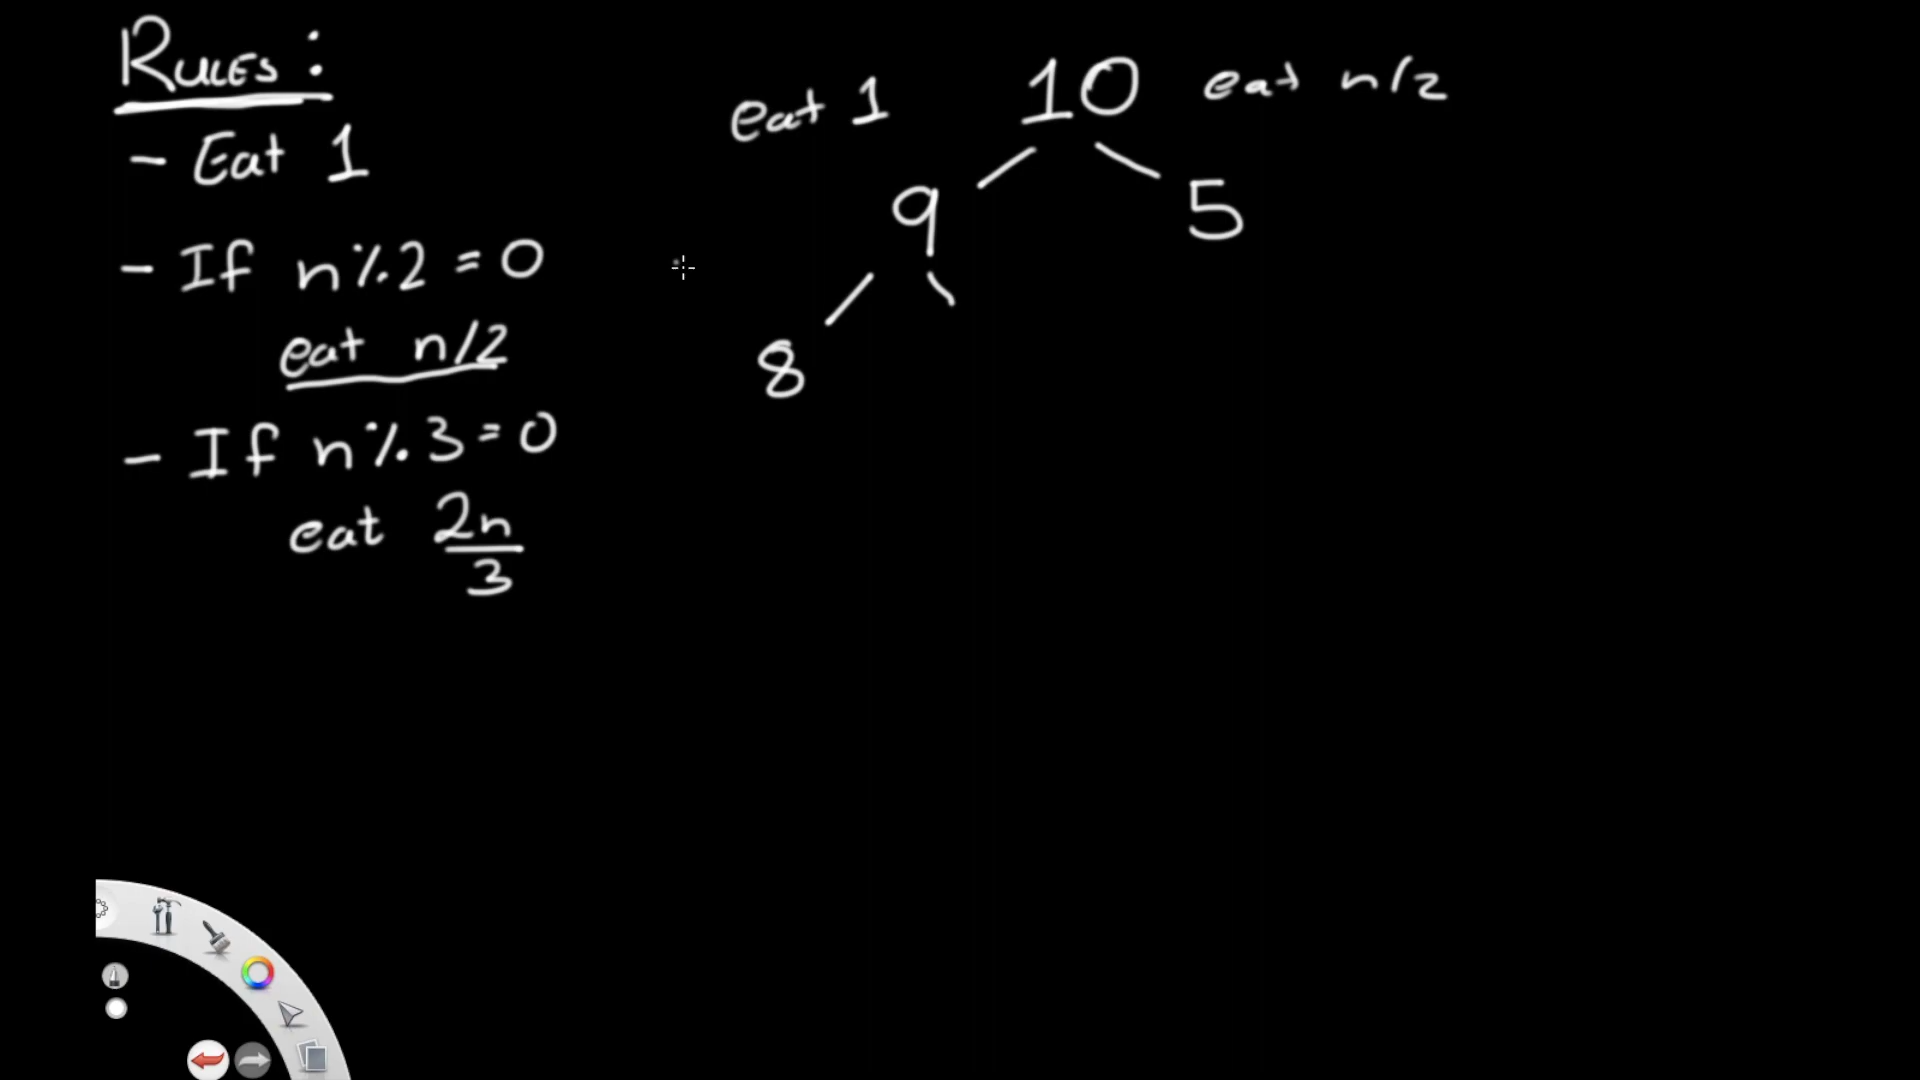 RULES:
- Eat 1
- If n%2=0
eat n/2
- If n%3=0
eat 2n/3
eat 1 10 eat n/2
9 5
8